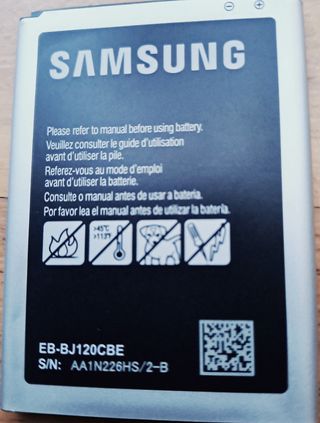 SAMSUNG
Please refer to manual before using battery.
Veuillez consulter le guide d'utilisation
avant d'utiliser la pile.
Referez-vous au mode d'emploi
avant d'utiliser la batterie.
Consulte o manual antes de usar a bateria.
Por favor lea el manual antes de utilizar la batería.
>45°C
>113°F
EB-BJ120CBE
S/N: AA1N226HS/2-B